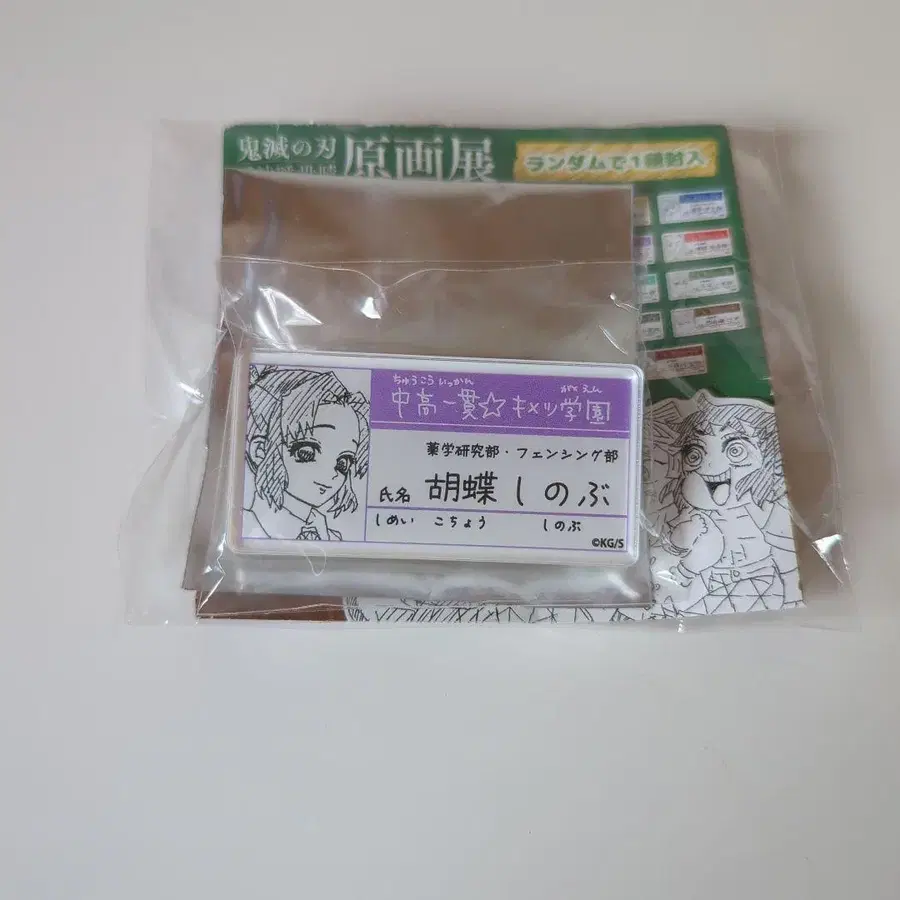 鬼滅の刃
原画展
ランダムで1種封入
ちゅうこういっかん がくえん
中高一貫☆キメツ学園
薬学研究部・フェンシング部
氏名 胡蝶しのぶ
しめい こちょう しのぶ
©KG/S